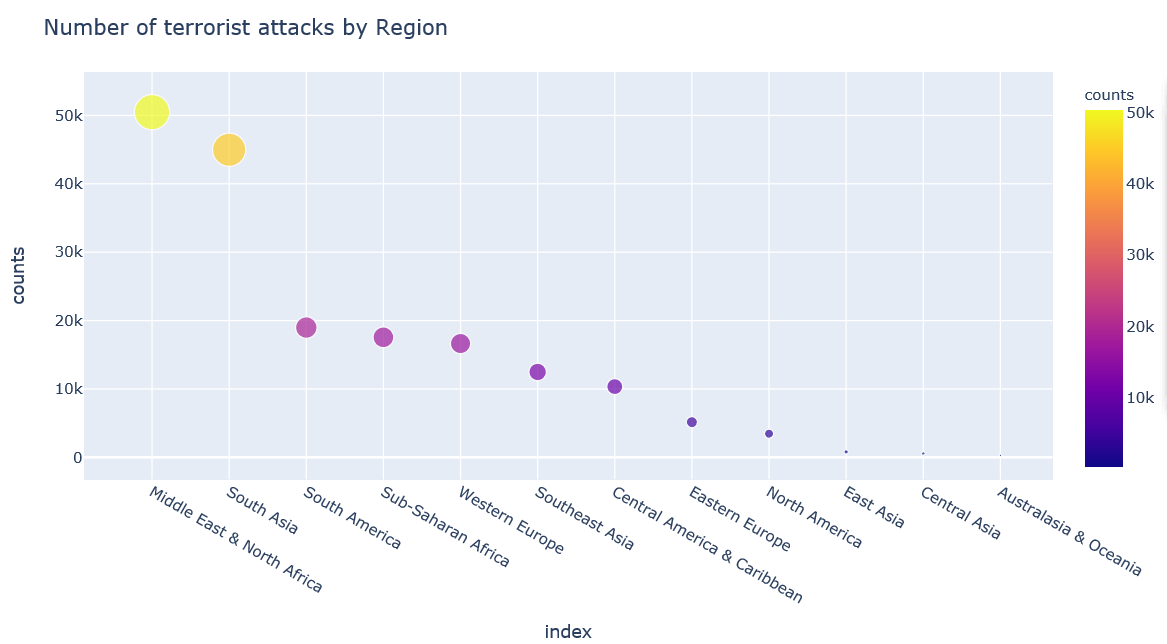 Number of terrorist attacks by Region
counts
50k
40k
30k
20k
10k
0
Middle East & North Africa
South Asia
South America
Sub-Saharan Africa
Western Europe
Southeast Asia
Central America & Caribbean
Eastern Europe
North America
East Asia
Central Asia
Australasia & Oceania
index
counts
50k
40k
30k
20k
10k